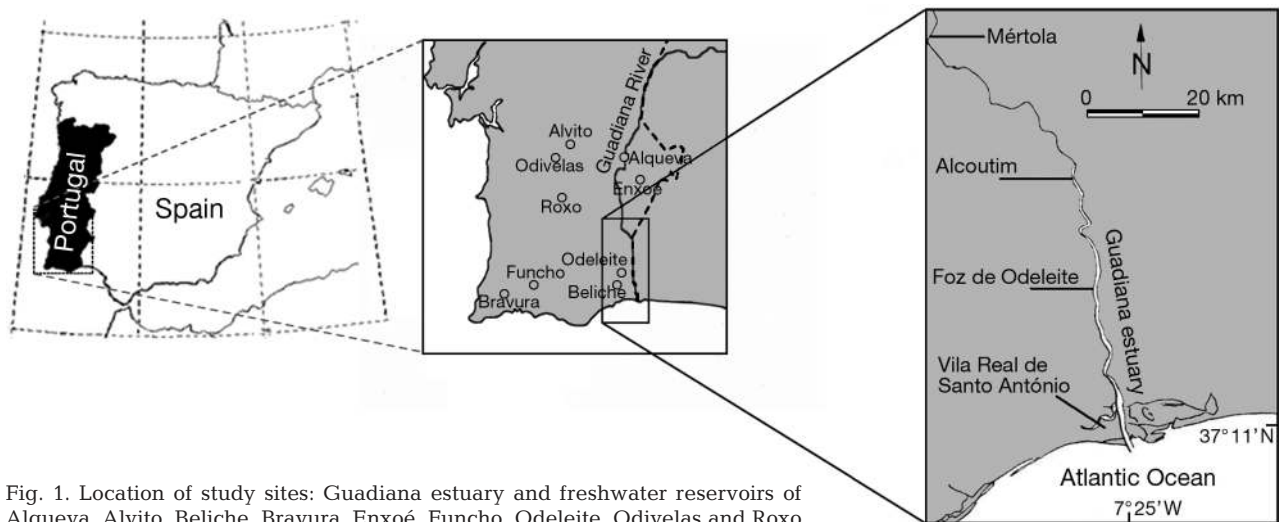 Portugal
Spain
Guadiana River
Alvito
Odivelas
Alqueva
Enxoé
Roxo
Odeleite
Funcho
Beliche
Bravura
Mértola
N
0 20 km
Alcoutim
Foz de Odeleite
Guadiana estuary
Vila Real de
Santo António
37°11'N
Atlantic Ocean
7°25'W
Fig. 1. Location of study sites: Guadiana estuary and freshwater reservoirs of
Alqueva, Alvito, Beliche, Bravura, Enxoé, Funcho, Odeleite, Odivelas and Roxo